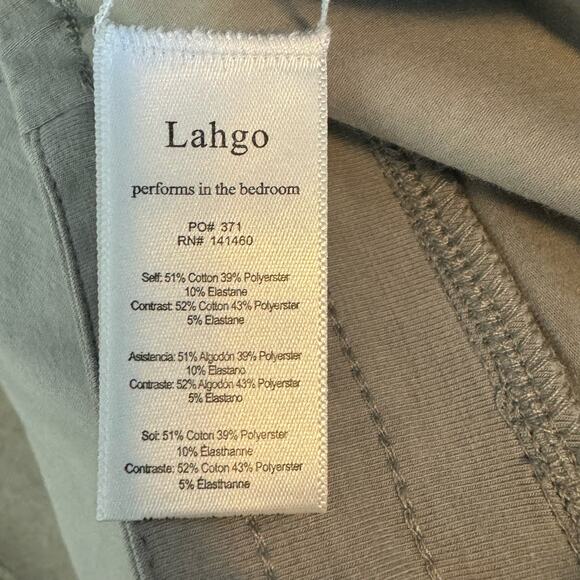 Lahgo
performs in the bedroom
PO# 371
RN# 141460
Self: 51% Cotton 39% Polyerster
10% Elastane
Contrast: 52% Cotton 43% Polyerster
5% Elastane
Asistencia: 51% Algodón 39% Polyerster
10% Elastano
Contraste: 52% Algodón 43% Polyerster
5% Elastano
Soi: 51% Coton 39% Polyerster
10% Élasthanne
Contraste: 52% Coton 43% Polyerster
5% Élasthanne